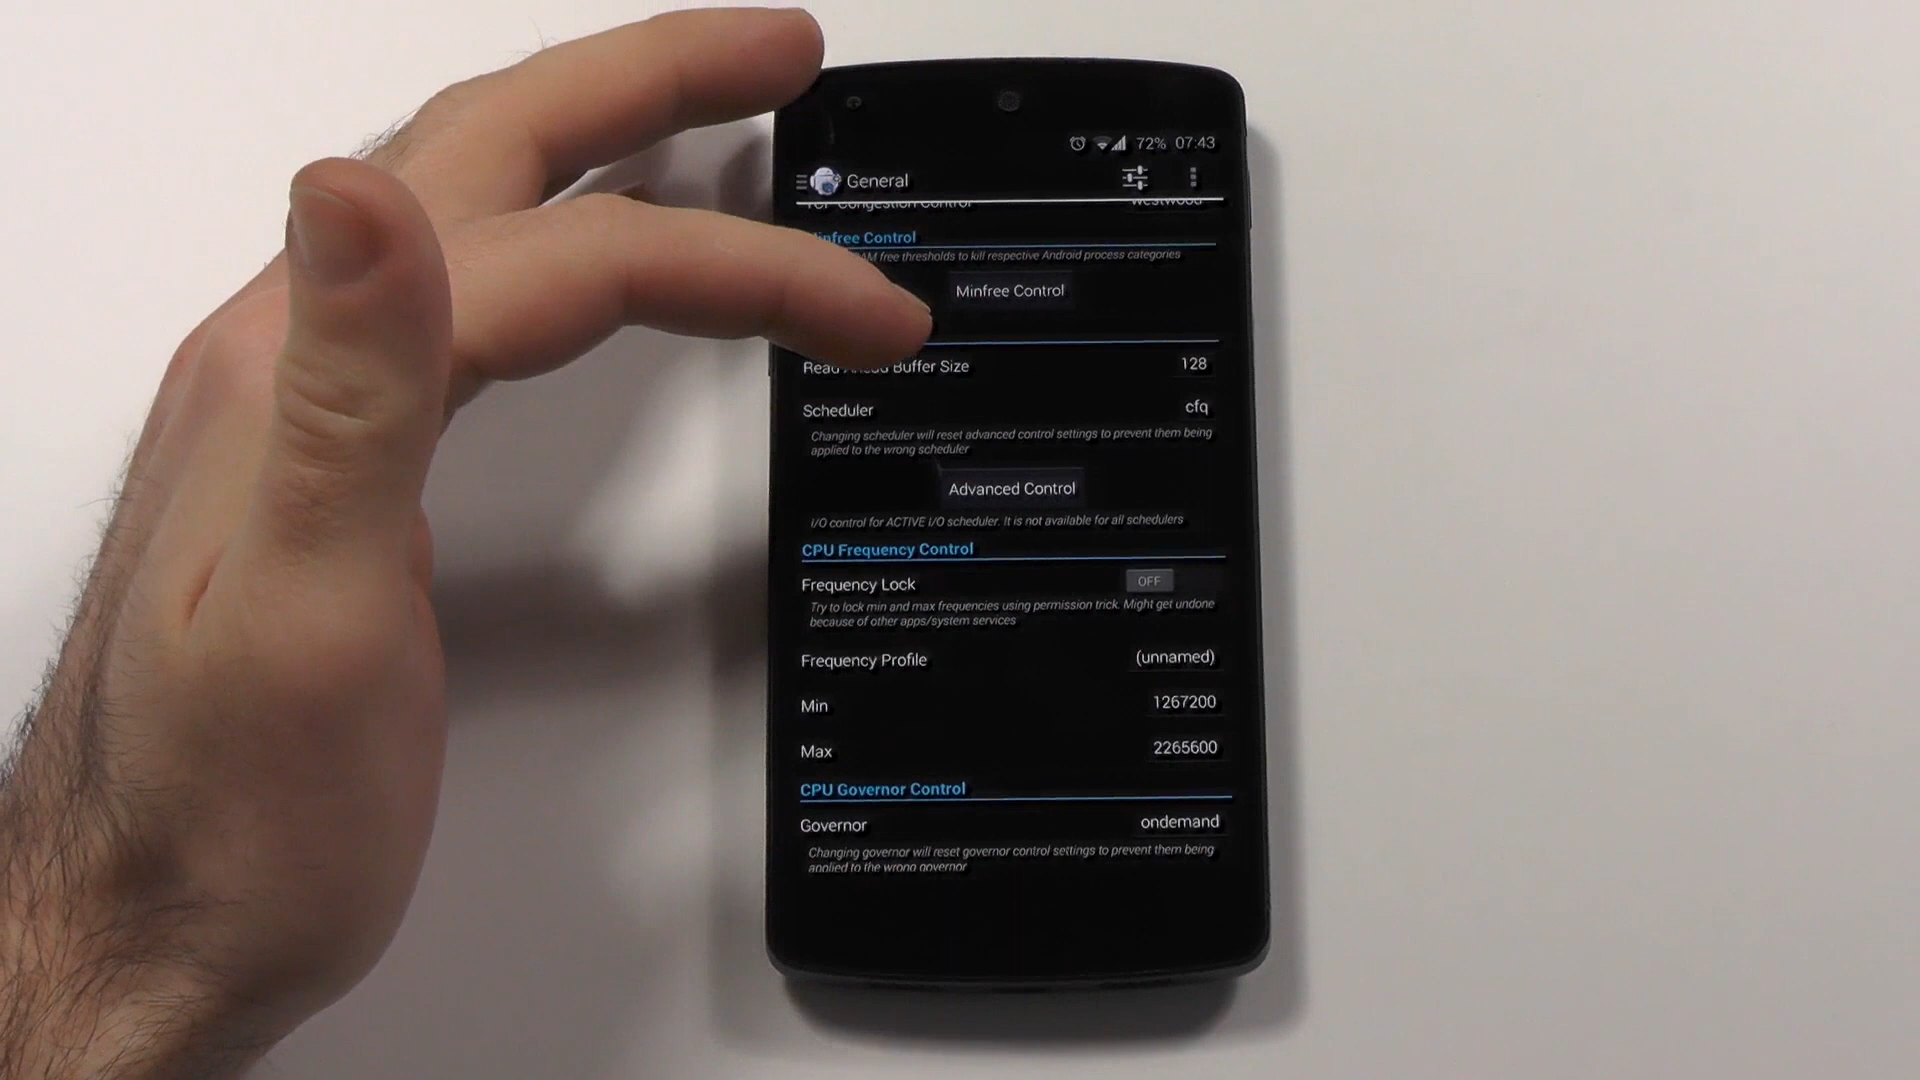 72% 07:43
General
TCP Congestion Control westwood
Minfree Control
free thresholds to kill respective Android process categories
Minfree Control
Read Buffer Size 128
Scheduler cfq
Changing scheduler will reset advanced control settings to prevent them being
applied to the wrong scheduler
Advanced Control
I/O control for ACTIVE I/O scheduler. It is not available for all schedulers
CPU Frequency Control
Frequency Lock OFF
Try to lock min and max frequencies using permission trick. Might get undone
because of other apps/system services
Frequency Profile (unnamed)
Min 1267200
Max 2265600
CPU Governor Control
Governor ondemand
Changing governor will reset governor control settings to prevent them being
applied to the wrong governor